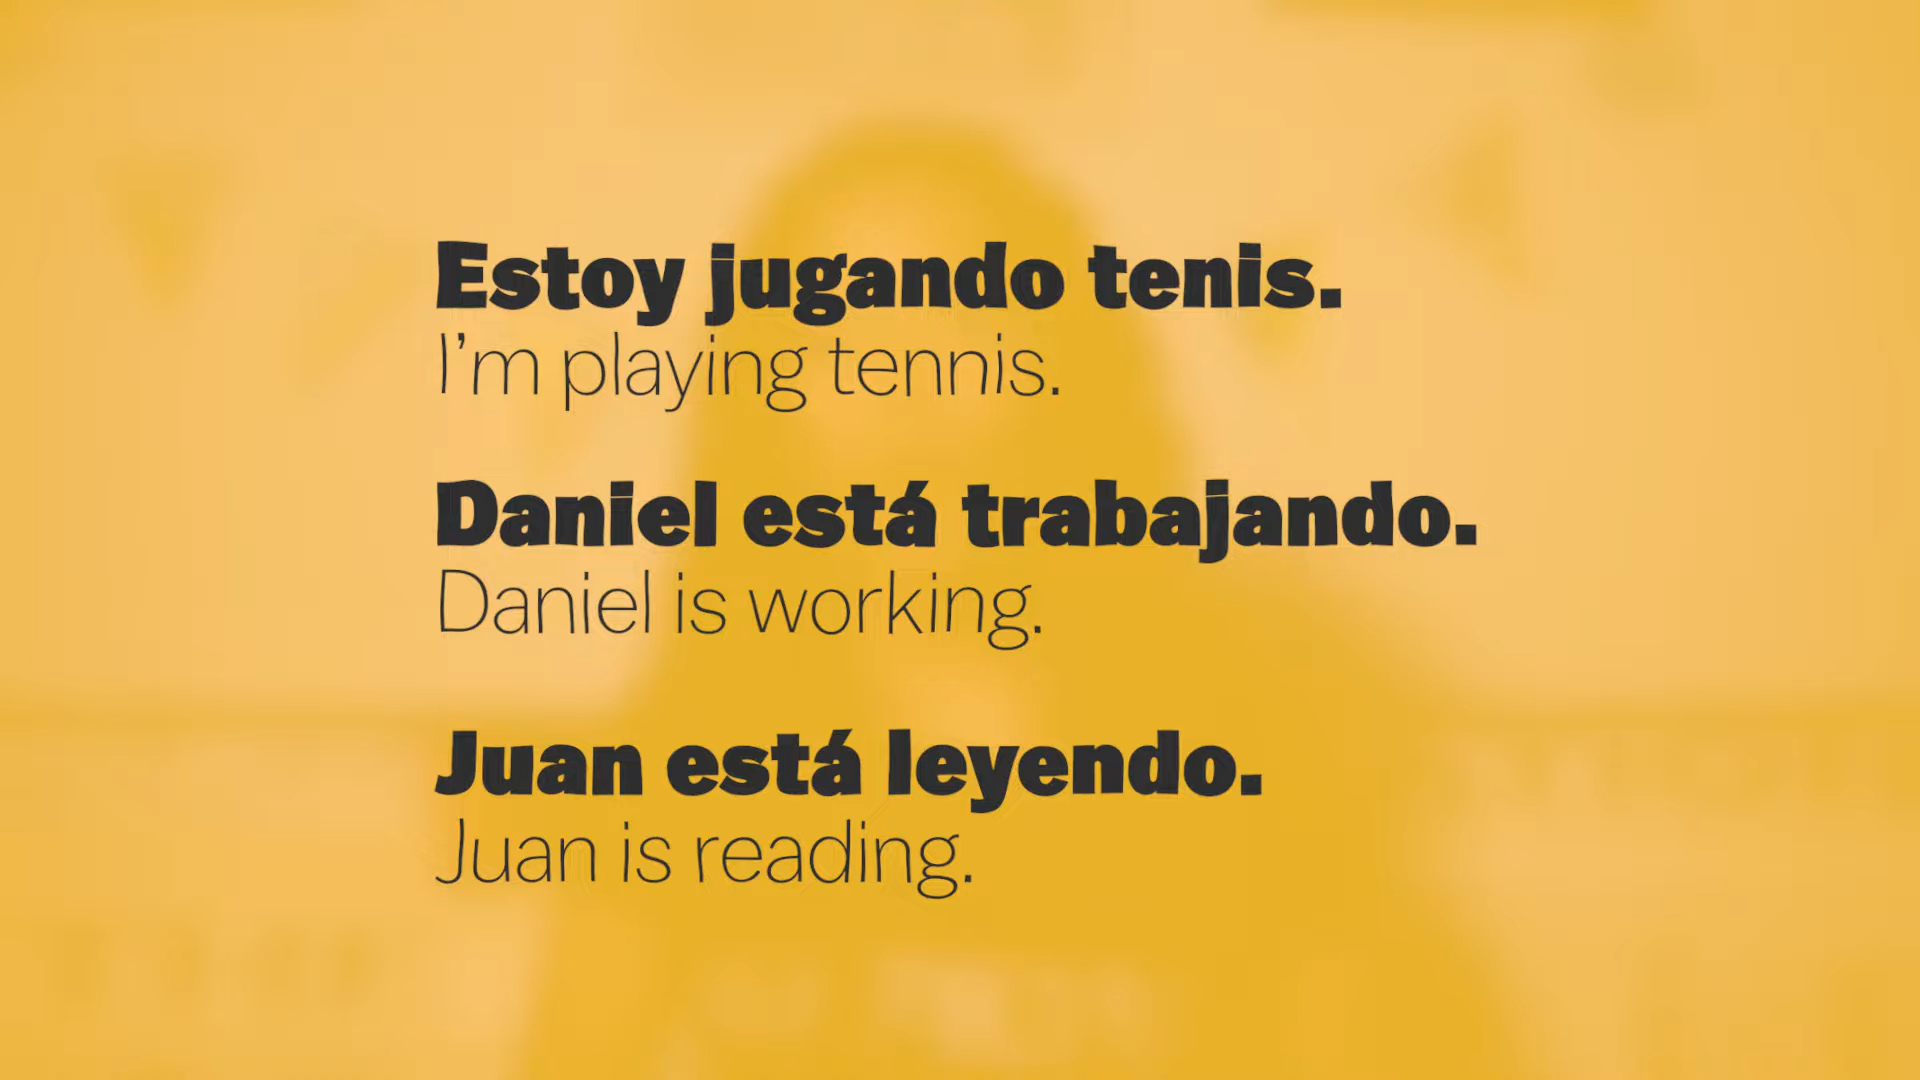 Estoy jugando tenis.
I'm playing tennis.
Daniel está trabajando.
Daniel is working.
Juan está leyendo.
Juan is reading.